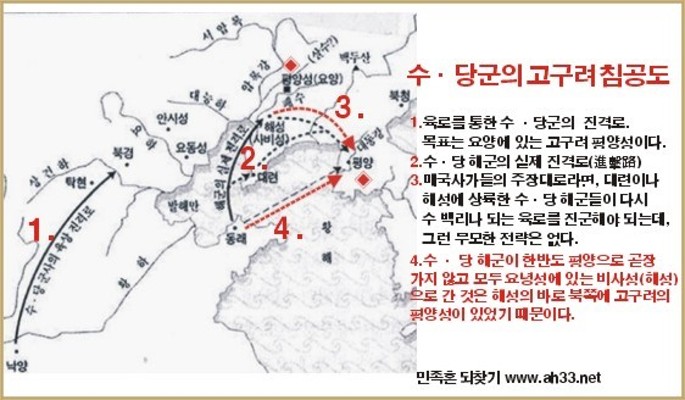 수 · 당군의 고구려 침공도
1.육로를 통한 수 · 당군의 진격로.
목표는 요양에 있는 고구려 평양성이다.
2.수 · 당 해군의 실제 진격로(進擊路)
3.매국사가들의 주장대로라면, 대련이나
해성에 상륙한 수 · 당 해군들이 다시
수 백리나 되는 육로를 진군해야 되는데,
그런 무모한 전략은 없다.
4.수 · 당 해군이 한반도 평양으로 곧장
가지 않고 모두 요녕성에 있는 비사성(해성)
으로 간 것은 해성의 바로 북쪽에 고구려의
평양성이 있었기 때문이다.
민족혼 되찾기 www.ah33.net
서압록
압록강
(살수?)
백두산
평양성(요양)
대요하
패수
3.
북청
안시성
요하
해성
(사비성)
대동강
북경
요동성
2.
평양
상건하
탁현
대련
발해만
해군의 실제 진격로
1.
4.
동래
황
해
황하
수 · 당군사의 육상 진격로
낙양